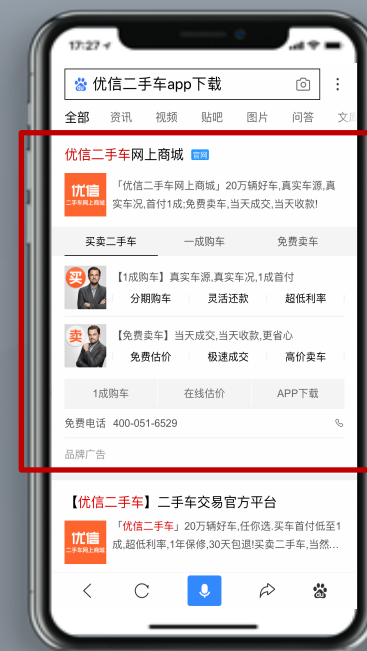 17:27
优信二手车app下载
全部 资讯 视频 贴吧 图片 问答
优信二手车网上商城 官网
优信
二手车网上商城
「优信二手车网上商城」20万辆好车,真实车源,真
实车况,首付1成;免费卖车,当天成交,当天收款!
买卖二手车 一成购车 免费卖车
买
【1成购车】真实车源,真实车况,1成首付
分期购车 灵活还款 超低利率
卖
【免费卖车】当天成交,当天收款,更省心
免费估价 极速成交 高价卖车
1成购车 在线估价 APP下载
免费电话 400-051-6529
品牌广告
【优信二手车】二手车交易官方平台
优信
二手车网上商城
「优信二手车」20万辆好车,任你选.买车首付低至1
成,超低利率,1年保修,30天包退!买卖二手车,当然...